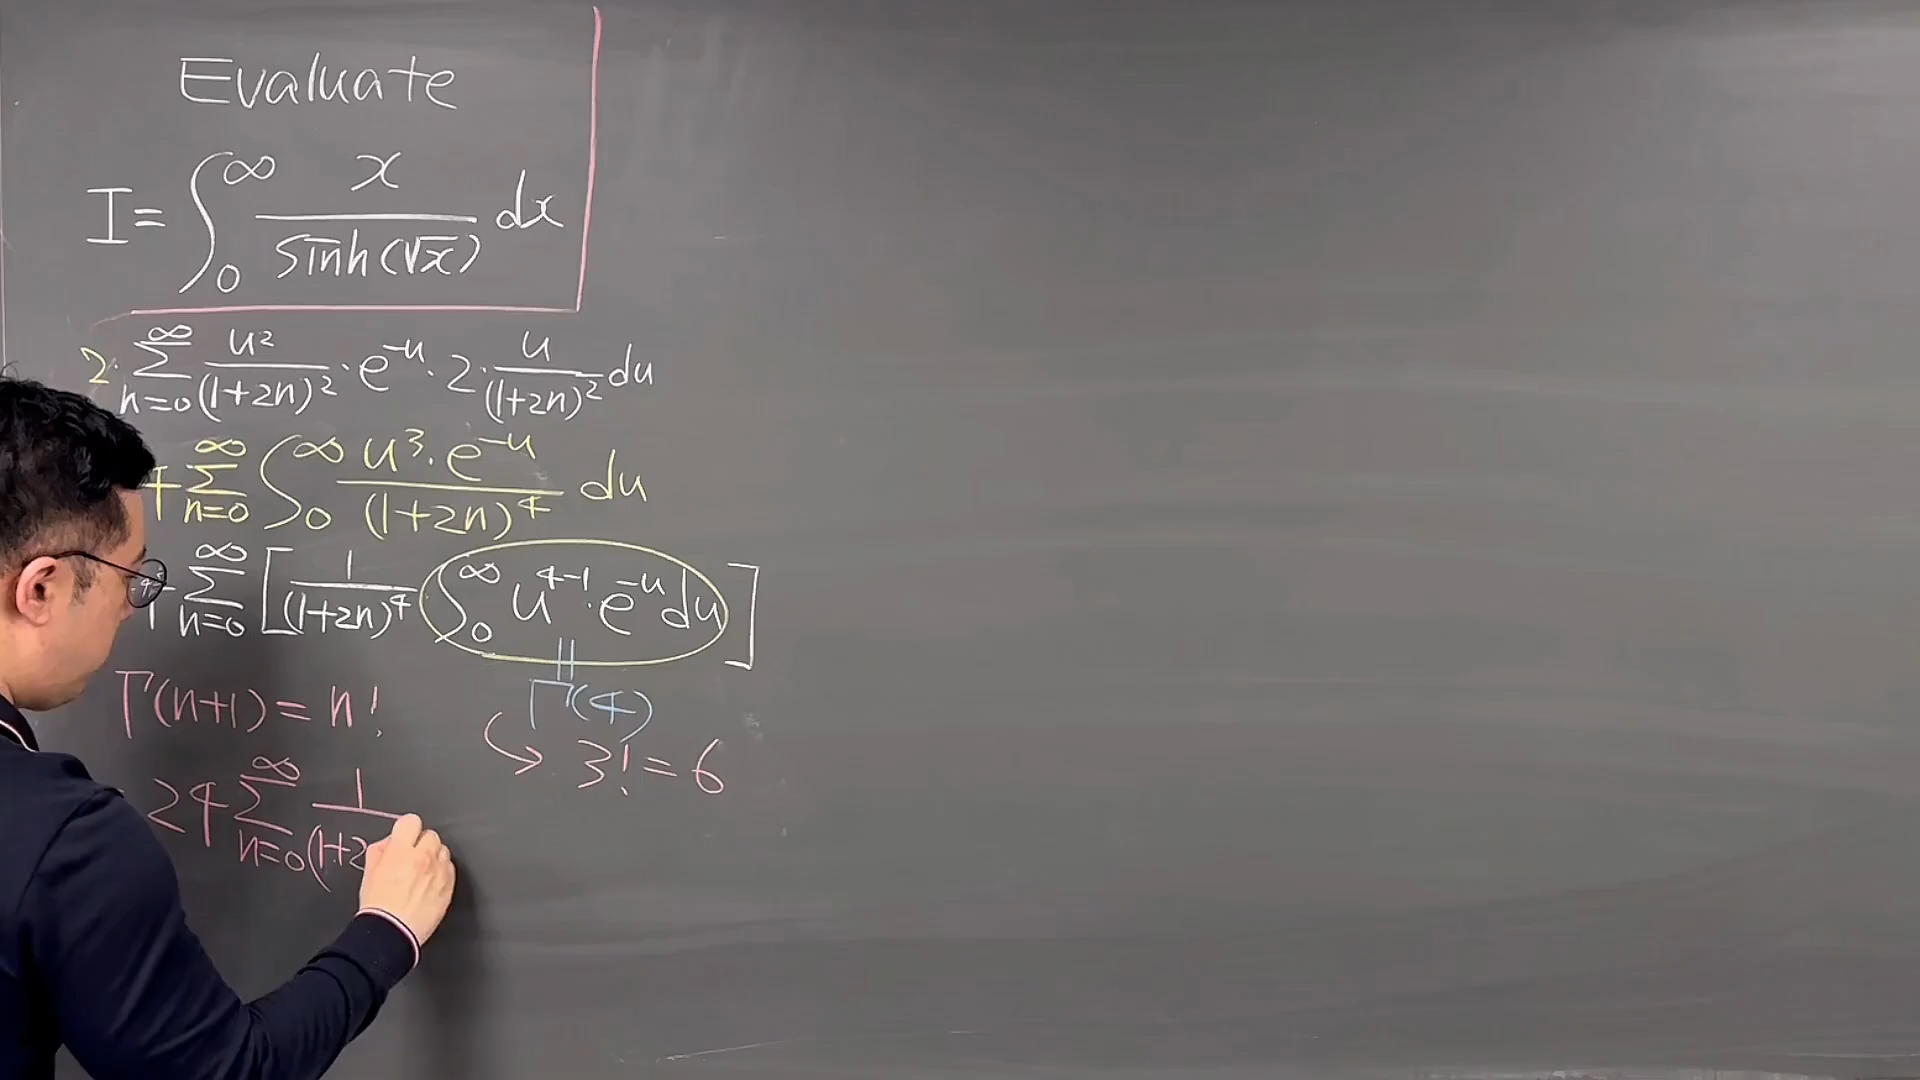 Evaluate
I = ∫₀^∞ x / sinh(√x) dx
2· ∑_{n=0}^∞ u² / (1+2n)² · e^{-u} · 2 · u / (1+2n)² du
∑_{n=0}^∞ ∫₀^∞ u³ · e^{-u} / (1+2n)⁴ du
∑_{n=0}^∞ [ 1 / (1+2n)⁴ ∫₀^∞ u^{4-1} · e^{-u} du ]
||
Γ(n+1) = n! Γ(4)
↳ 3! = 6
24 ∑_{n=0}^∞ 1 / (1+2